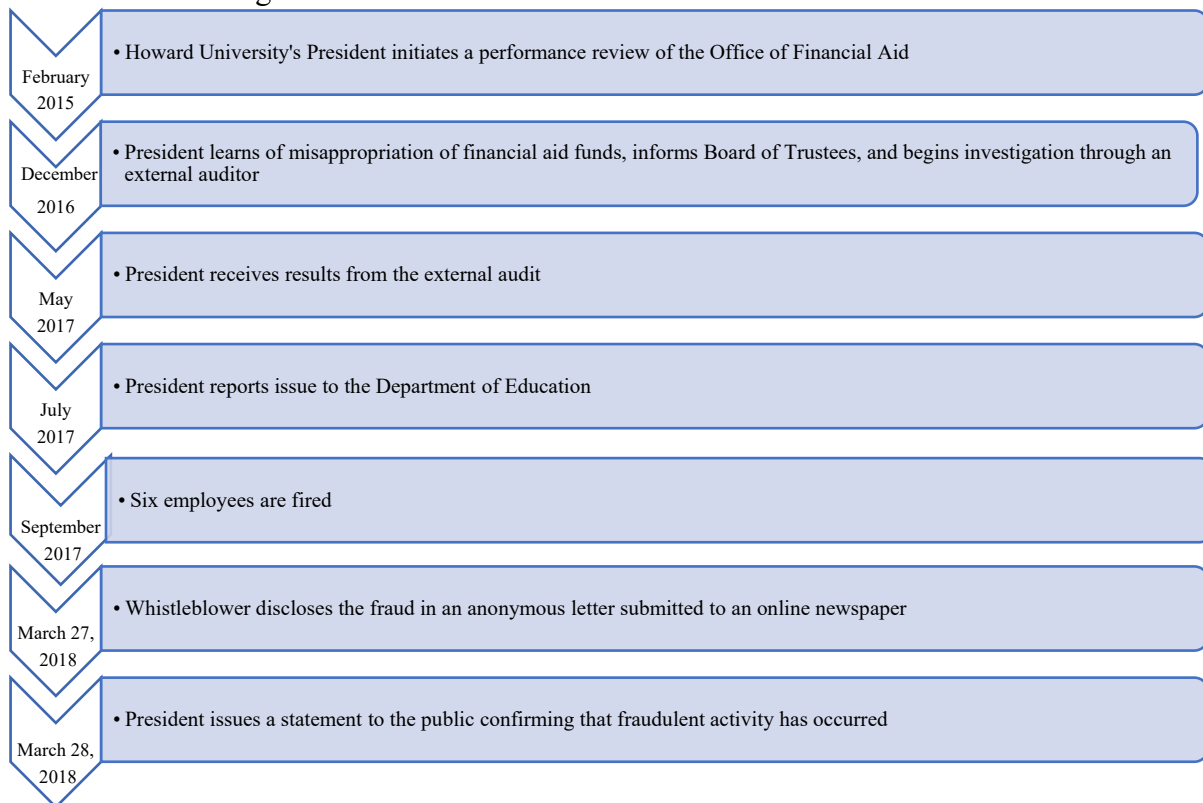 February
2015
• Howard University's President initiates a performance review of the Office of Financial Aid
December
2016
• President learns of misappropriation of financial aid funds, informs Board of Trustees, and begins investigation through an
external auditor
May
2017
• President receives results from the external audit
July
2017
• President reports issue to the Department of Education
September
2017
• Six employees are fired
March 27,
2018
• Whistleblower discloses the fraud in an anonymous letter submitted to an online newspaper
March 28,
2018
• President issues a statement to the public confirming that fraudulent activity has occurred